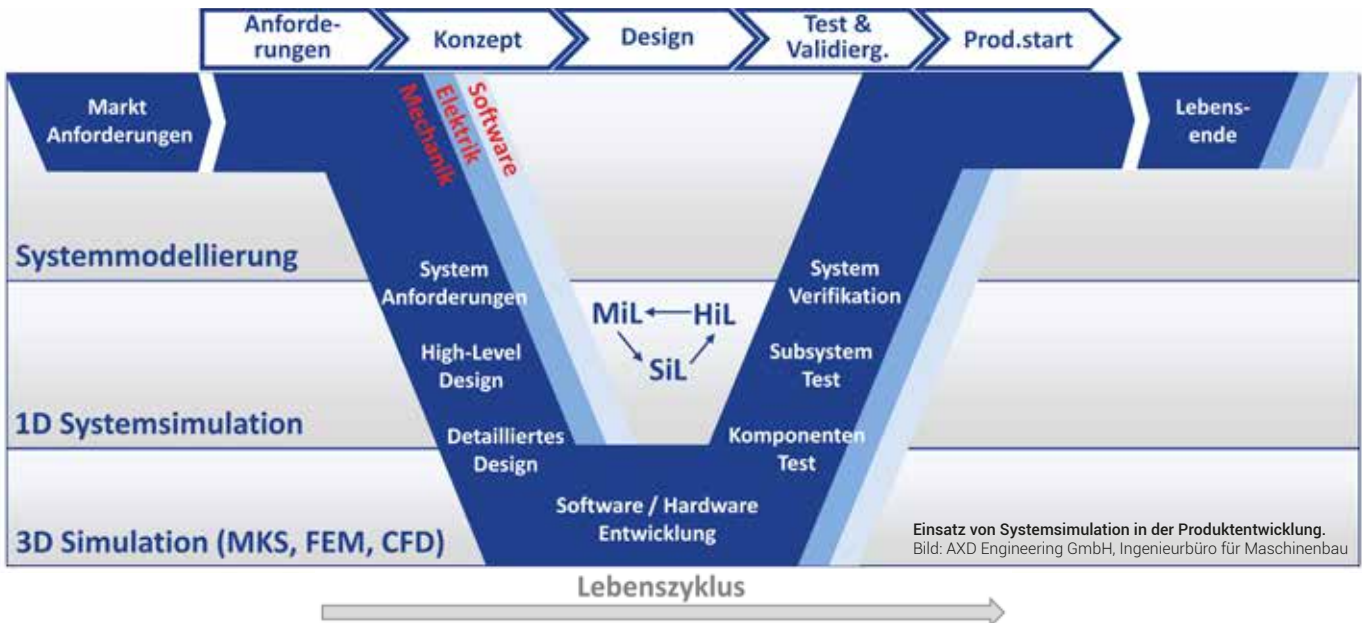 Anforde-
rungen
Konzept
Design
Test &
Validierg.
Prod.start
Markt
Anforderungen
Mechanik
Elektrik
Software
Lebens-
ende
Systemmodellierung
System
Anforderungen
MiL
HiL
SiL
System
Verifikation
High-Level
Design
Subsystem
Test
1D Systemsimulation
Detailliertes
Design
Komponenten
Test
Software / Hardware
Entwicklung
3D Simulation (MKS, FEM, CFD)
Einsatz von Systemsimulation in der Produktentwicklung.
Bild: AXD Engineering GmbH, Ingenieurbüro für Maschinenbau
Lebenszyklus